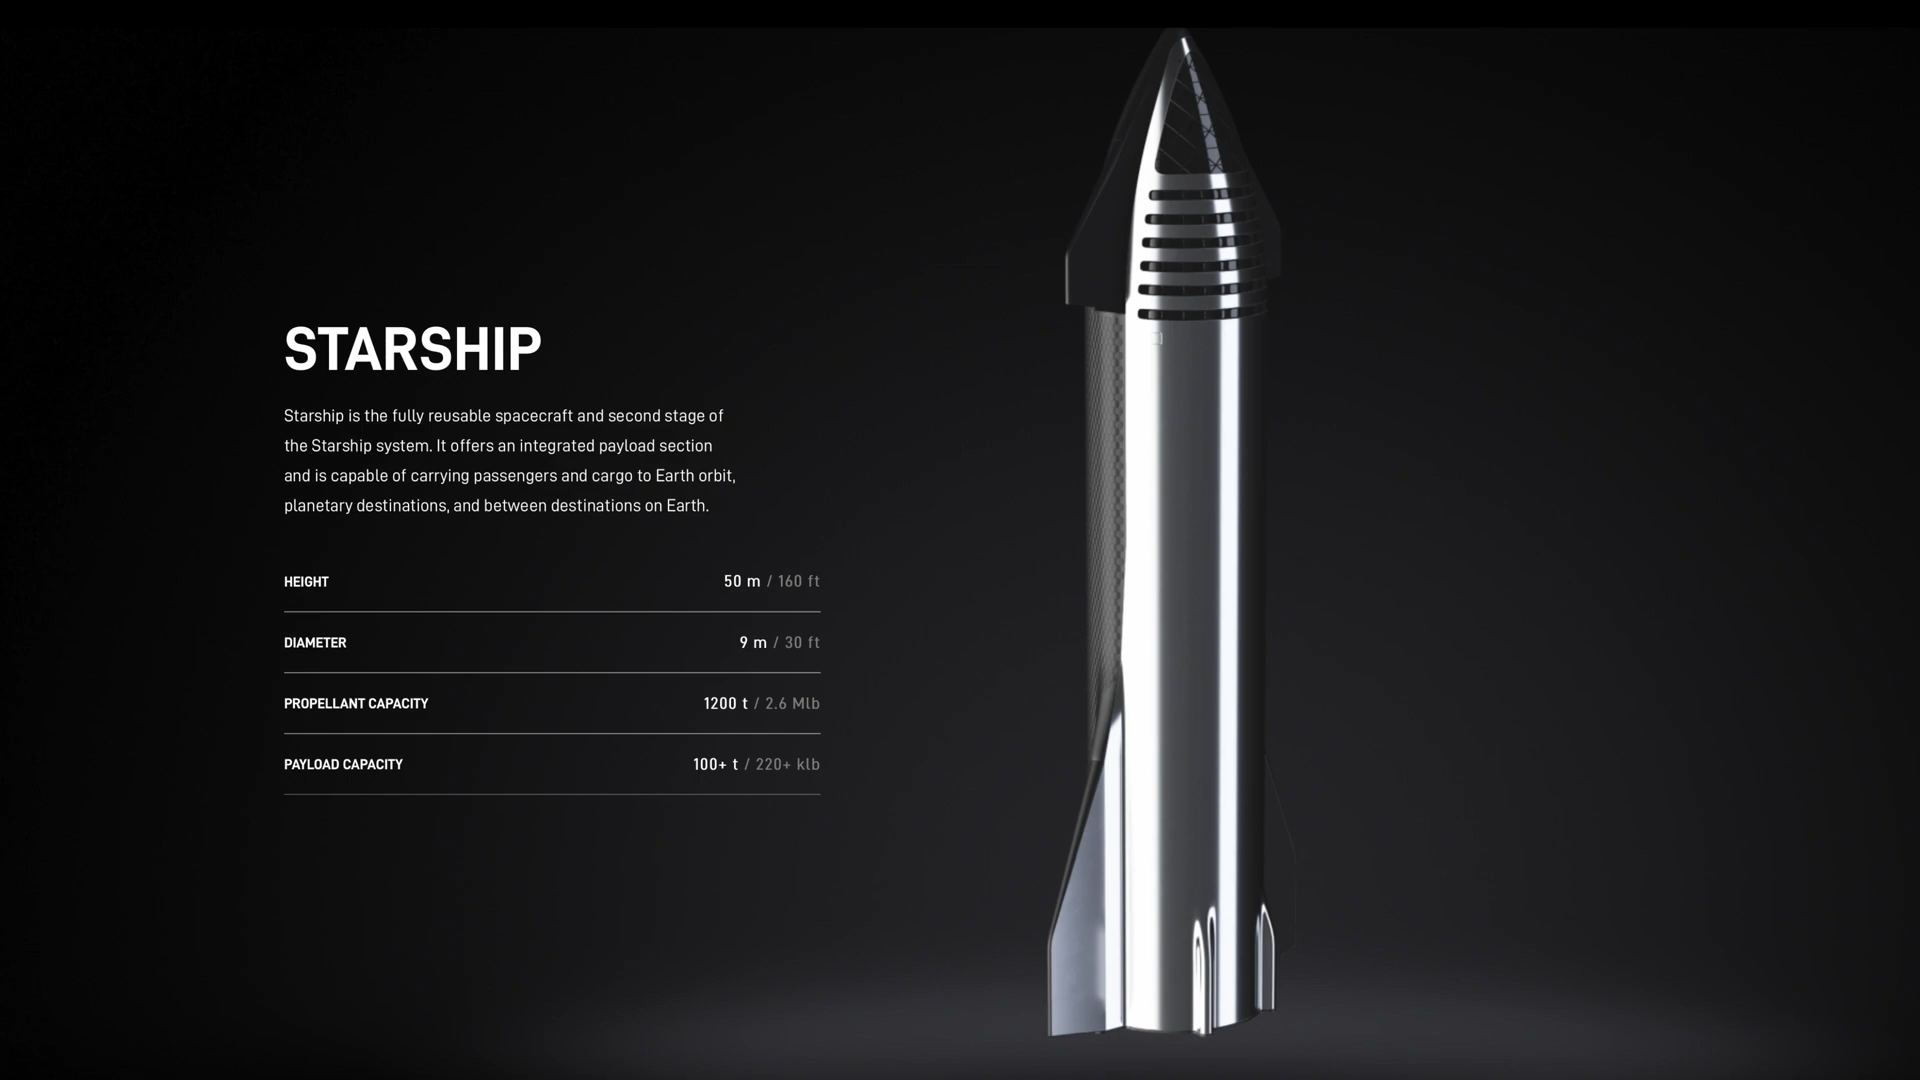 STARSHIP
Starship is the fully reusable spacecraft and second stage of
the Starship system. It offers an integrated payload section
and is capable of carrying passengers and cargo to Earth orbit,
planetary destinations, and between destinations on Earth.
HEIGHT 50 m / 160 ft
DIAMETER 9 m / 30 ft
PROPELLANT CAPACITY 1200 t / 2.6 Mlb
PAYLOAD CAPACITY 100+ t / 220+ klb